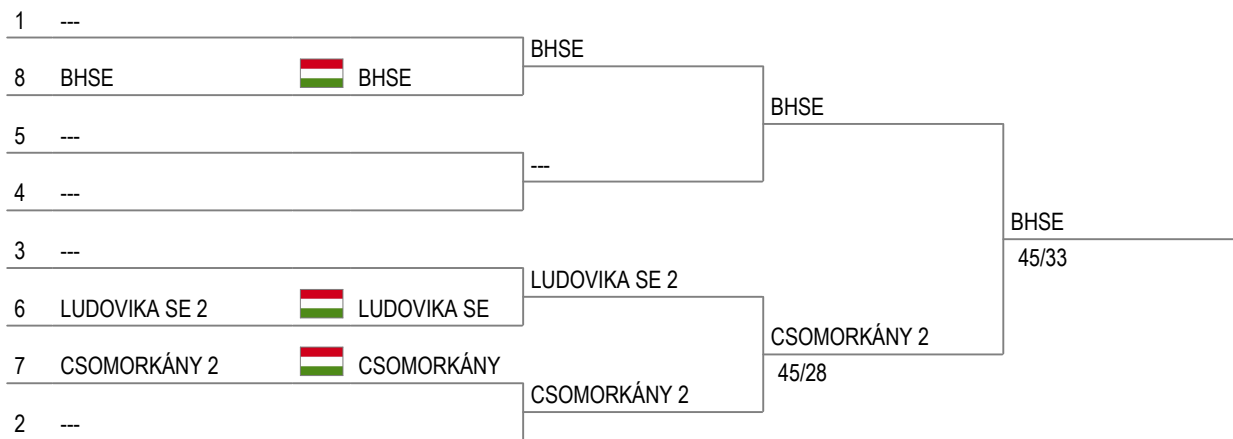 1 ---
BHSE
8 BHSE BHSE
BHSE
5 ---
---
4 ---
BHSE
45/33
3 ---
LUDOVIKA SE 2
6 LUDOVIKA SE 2 LUDOVIKA SE
CSOMORKÁNY 2
45/28
7 CSOMORKÁNY 2 CSOMORKÁNY
CSOMORKÁNY 2
2 ---